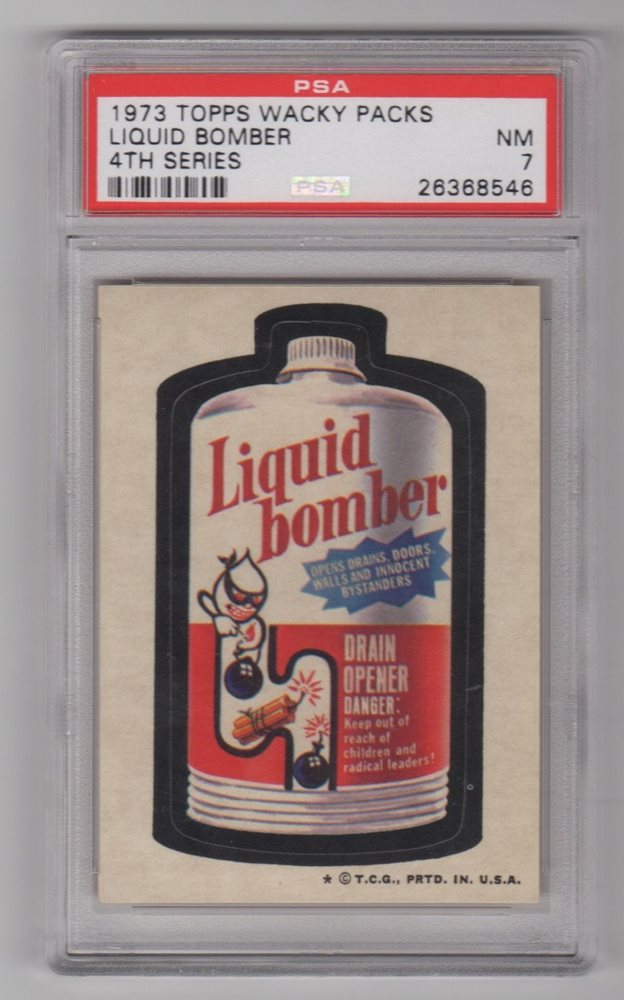 PSA
1973 TOPPS WACKY PACKS
LIQUID BOMBER NM
4TH SERIES 7
PSA 26368546
Liquid
bomber
OPENS DRAINS, DOORS,
WALLS AND INNOCENT
BYSTANDERS
DRAIN
OPENER
DANGER:
Keep out of
reach of
children and
radical leaders!
* © T.C.G., PRTD. IN. U.S.A.